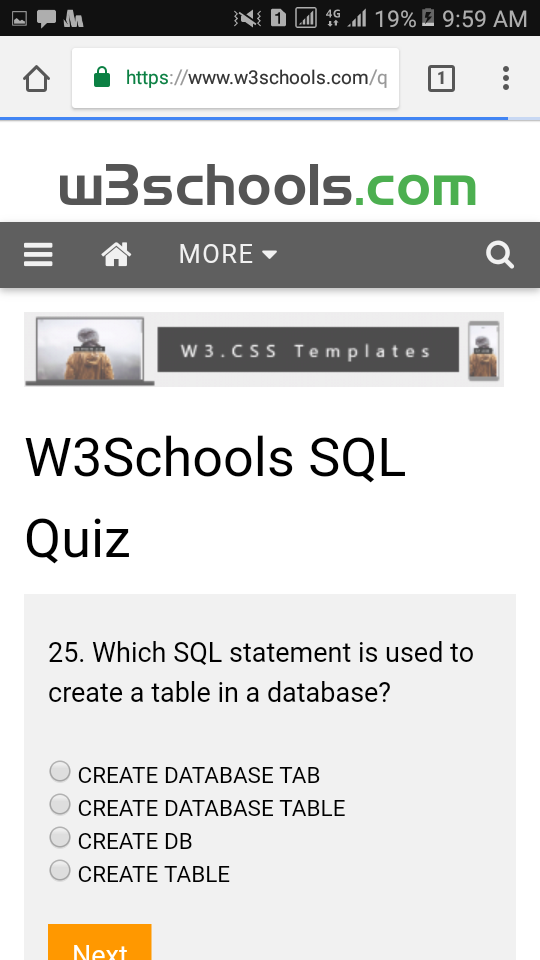 1 4G 19% 9:59 AM
https://www.w3schools.com/q
1
w3schools.com
MORE
W3.CSS Templates
W3Schools SQL
Quiz
25. Which SQL statement is used to
create a table in a database?
CREATE DATABASE TAB
CREATE DATABASE TABLE
CREATE DB
CREATE TABLE
Next